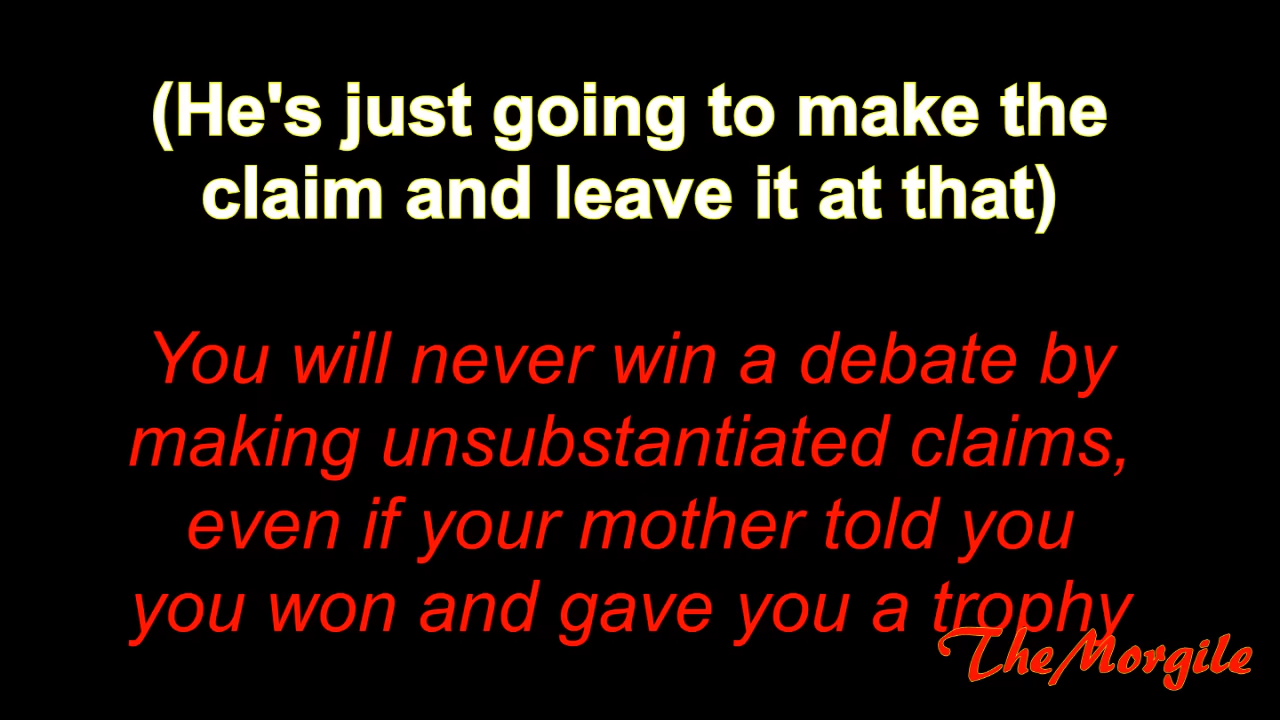 (He's just going to make the
claim and leave it at that)
You will never win a debate by
making unsubstantiated claims,
even if your mother told you
you won and gave you a trophy
TheMorgile